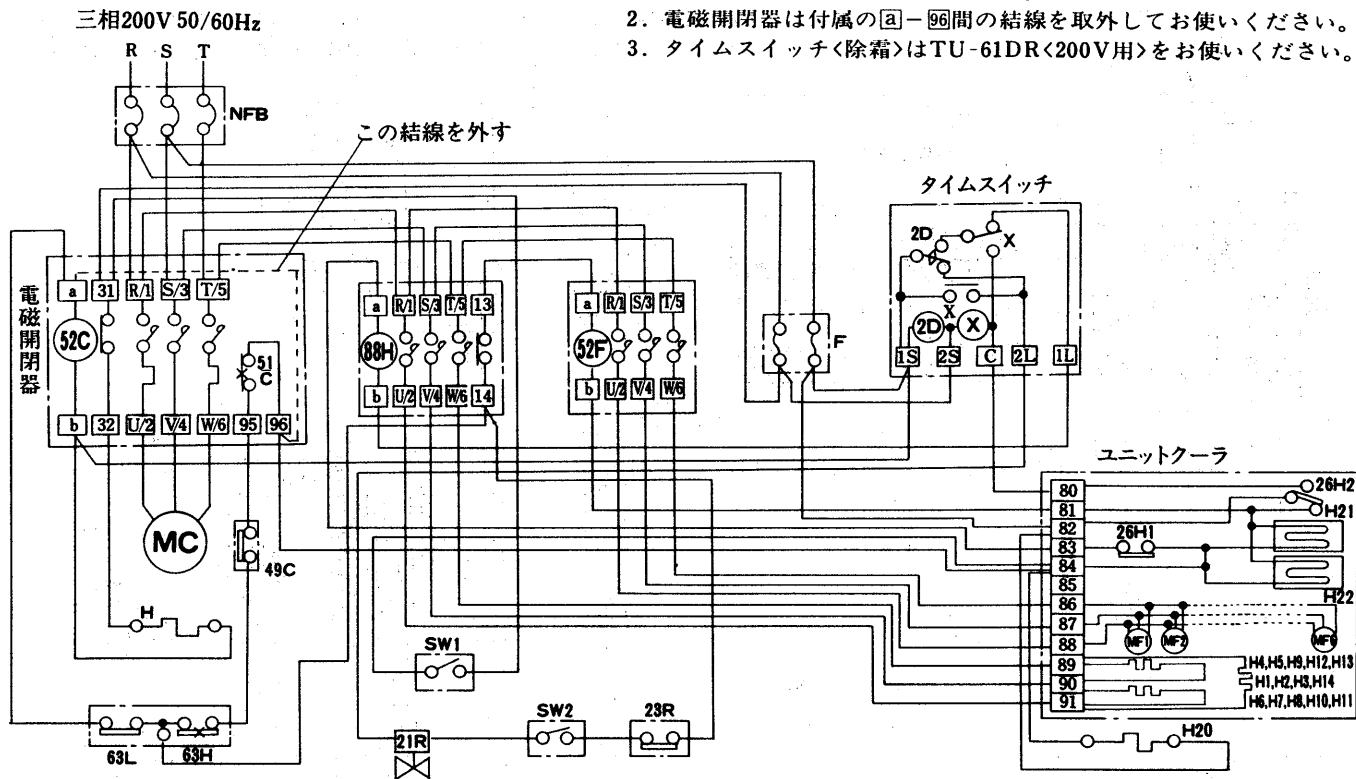 三相200V 50/60Hz
R S T
NFB
2. 電磁開閉器は付属のa-96間の結線を取外してお使いください。
3. タイムスイッチ<除霜>はTU-61DR<200V用>をお使いください。
この結線を外す
タイムスイッチ
2D X
X
2D X
1S 2S C 2L 1L
F
電磁開閉器
a 31 R/1 S/3 T/5
52C
51C
b 32 U/2 V/4 W/6 95 96
a R/1 S/3 T/5 13
88H
b U/2 V/4 W/6 14
a R/1 S/3 T/5
52F
b U/2 V/4 W/6
MC
49C
H
63L 63H
SW1
SW2
23R
21R
ユニットクーラ
80
81
82
83
84
85
86
87
88
89
90
91
26H2
H21
26H1
H22
MF1 MF2 MF6
H4,H5,H9,H12,H13
H1,H2,H3,H14
H6,H7,H8,H10,H11
H20